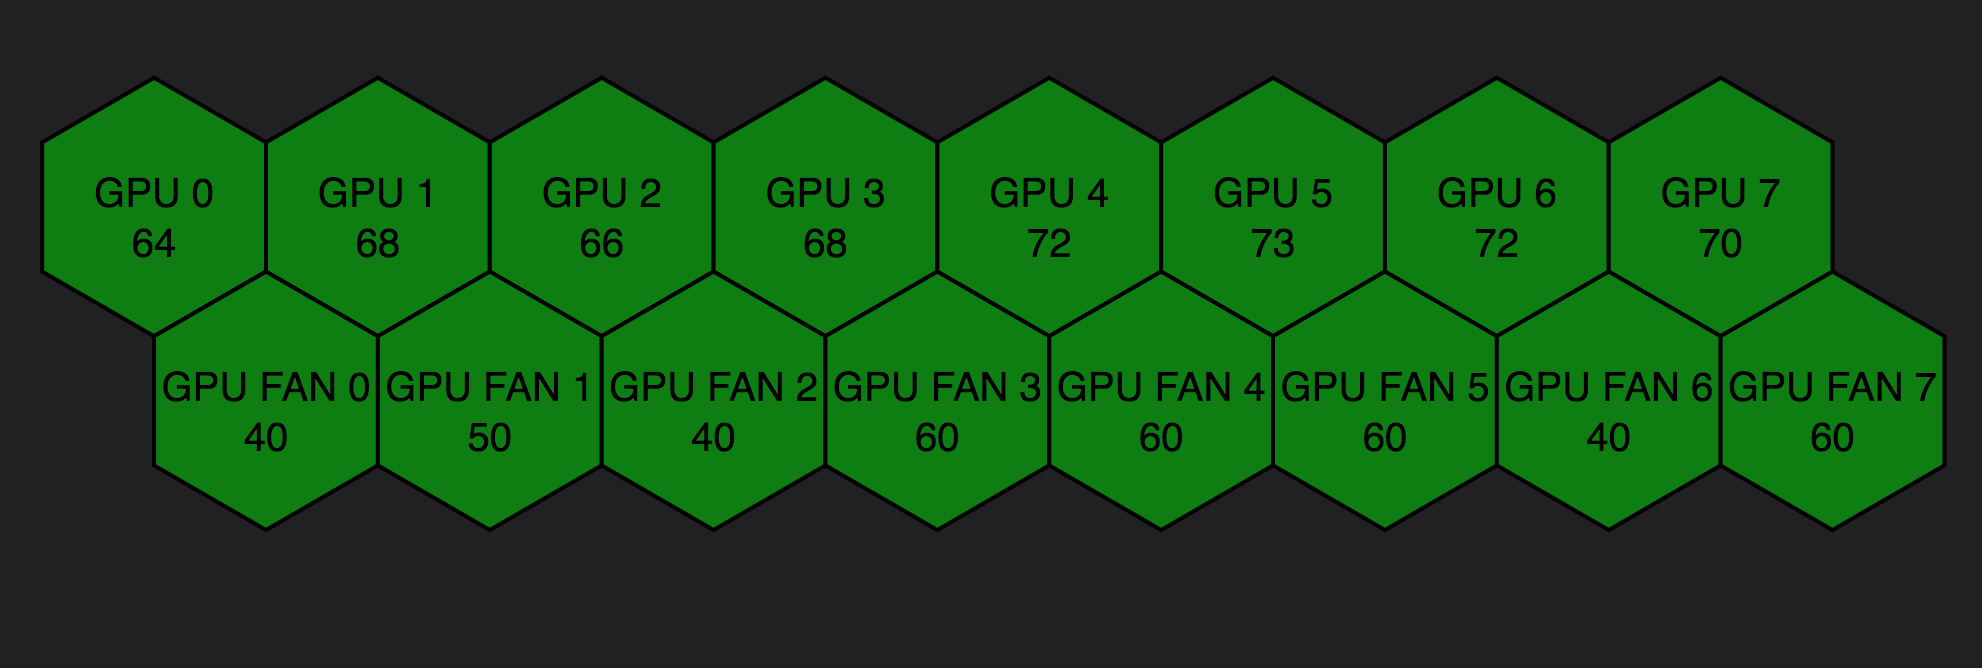 GPU 0
64
GPU 1
68
GPU 2
66
GPU 3
68
GPU 4
72
GPU 5
73
GPU 6
72
GPU 7
70
GPU FAN 0
40
GPU FAN 1
50
GPU FAN 2
40
GPU FAN 3
60
GPU FAN 4
60
GPU FAN 5
60
GPU FAN 6
40
GPU FAN 7
60